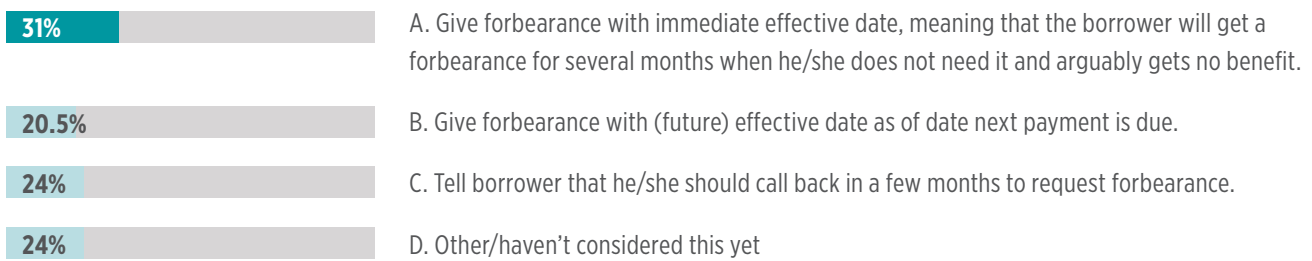 31%
A. Give forbearance with immediate effective date, meaning that the borrower will get a
forbearance for several months when he/she does not need it and arguably gets no benefit.
20.5%
B. Give forbearance with (future) effective date as of date next payment is due.
24%
C. Tell borrower that he/she should call back in a few months to request forbearance.
24%
D. Other/haven’t considered this yet